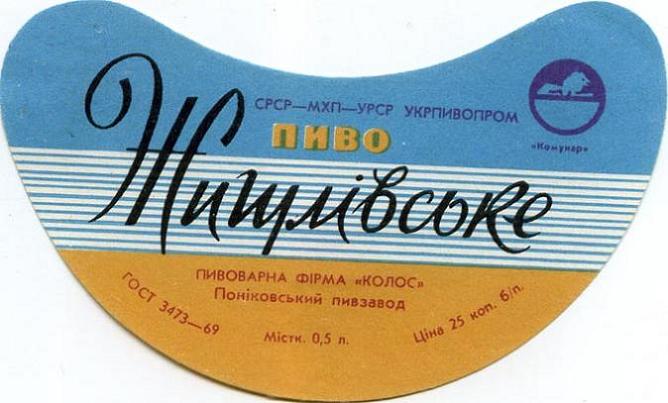 СРСР—МХП—УРСР УКРПИВОПРОМ
ПИВО
«Комунар»
Жигулівське
ПИВОВАРНА ФІРМА «КОЛОС»
Поніковський пивзавод
ГОСТ 3473—69
Містк. 0,5 л.
Ціна 25 коп. б/п.